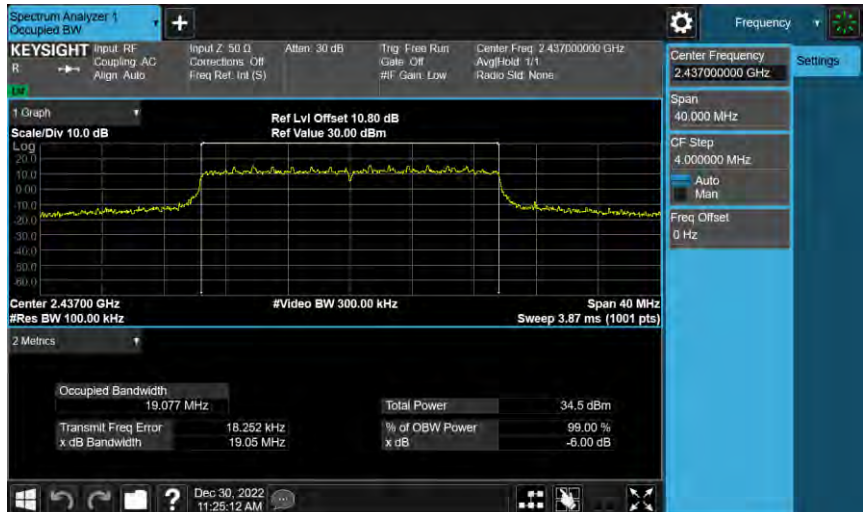 Spectrum Analyzer 1
Occupied BW
Frequency
KEYSIGHT
R
Input: RF
Coupling: AC
Align: Auto
Input Z: 50 Ω
Corrections: Off
Freq Ref: Int (S)
Atten: 30 dB
Trig: Free Run
Gate: Off
#IF Gain: Low
Center Freq: 2.437000000 GHz
Avg|Hold: 1/1
Radio Std: None
1 Graph
Scale/Div 10.0 dB
Ref Lvl Offset 10.80 dB
Ref Value 30.00 dBm
Log
20.0
10.0
0.00
-10.0
-20.0
-30.0
-40.0
-50.0
-60.0
Center 2.43700 GHz
#Res BW 100.00 kHz
#Video BW 300.00 kHz
Span 40 MHz
Sweep 3.87 ms (1001 pts)
2 Metrics
Occupied Bandwidth
19.077 MHz
Total Power 34.5 dBm
Transmit Freq Error 18.252 kHz
% of OBW Power 99.00 %
x dB Bandwidth 19.05 MHz
x dB -6.00 dB
Center Frequency
2.437000000 GHz
Settings
Span
40.000 MHz
CF Step
4.000000 MHz
Auto
Man
Freq Offset
0 Hz
?
Dec 30, 2022
11:25:12 AM